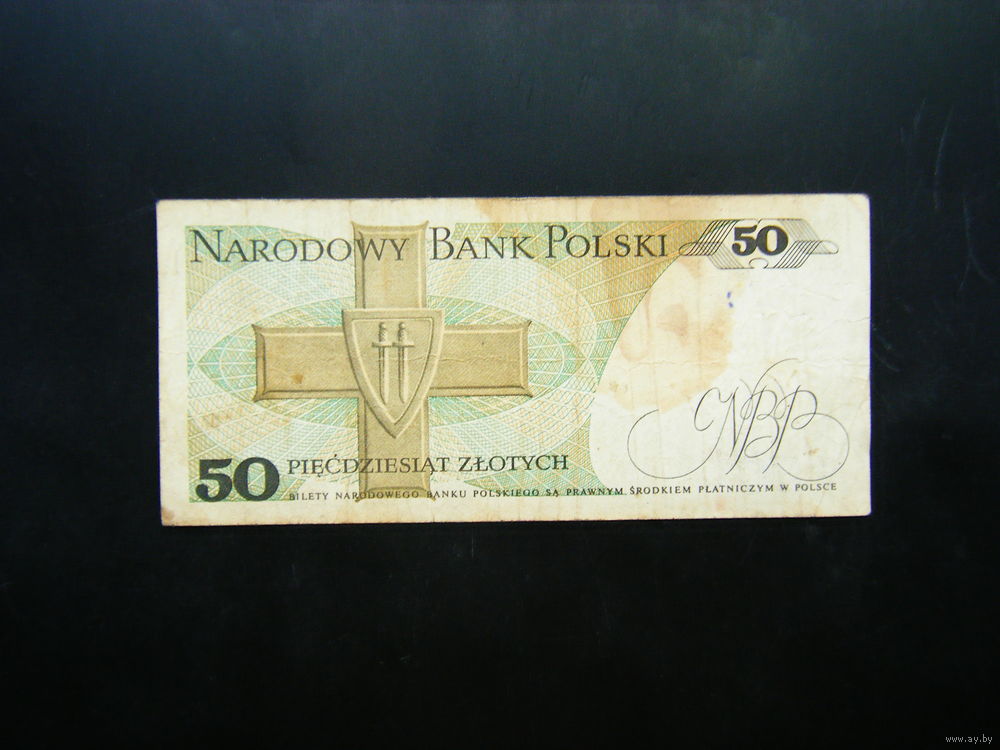 NARODOWY BANK POLSKI 50
NBP
50 PIĘĆDZIESIĄT ZŁOTYCH
BILETY NARODOWEGO BANKU POLSKIEGO SĄ PRAWNYM ŚRODKIEM PŁATNICZYM W POLSCE
www.ay.by